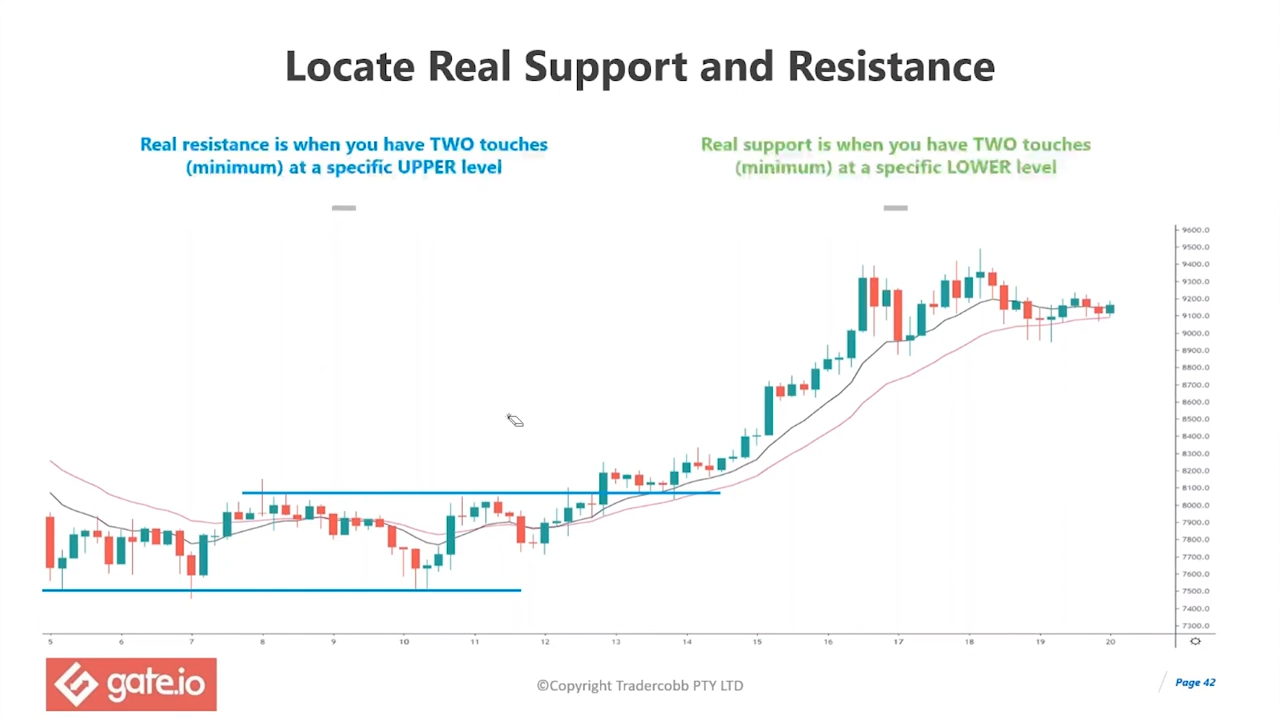 Locate Real Support and Resistance
Real resistance is when you have TWO touches
(minimum) at a specific UPPER level
Real support is when you have TWO touches
(minimum) at a specific LOWER level
9600.0
9500.0
9400.0
9300.0
9200.0
9100.0
9000.0
8900.0
8800.0
8700.0
8600.0
8500.0
8400.0
8300.0
8200.0
8100.0
8000.0
7900.0
7800.0
7700.0
7600.0
7500.0
7400.0
7300.0
5 6 7 8 9 10 11 12 13 14 15 16 17 18 19 20
gate.io
©Copyright Tradercobb PTY LTD
Page 42